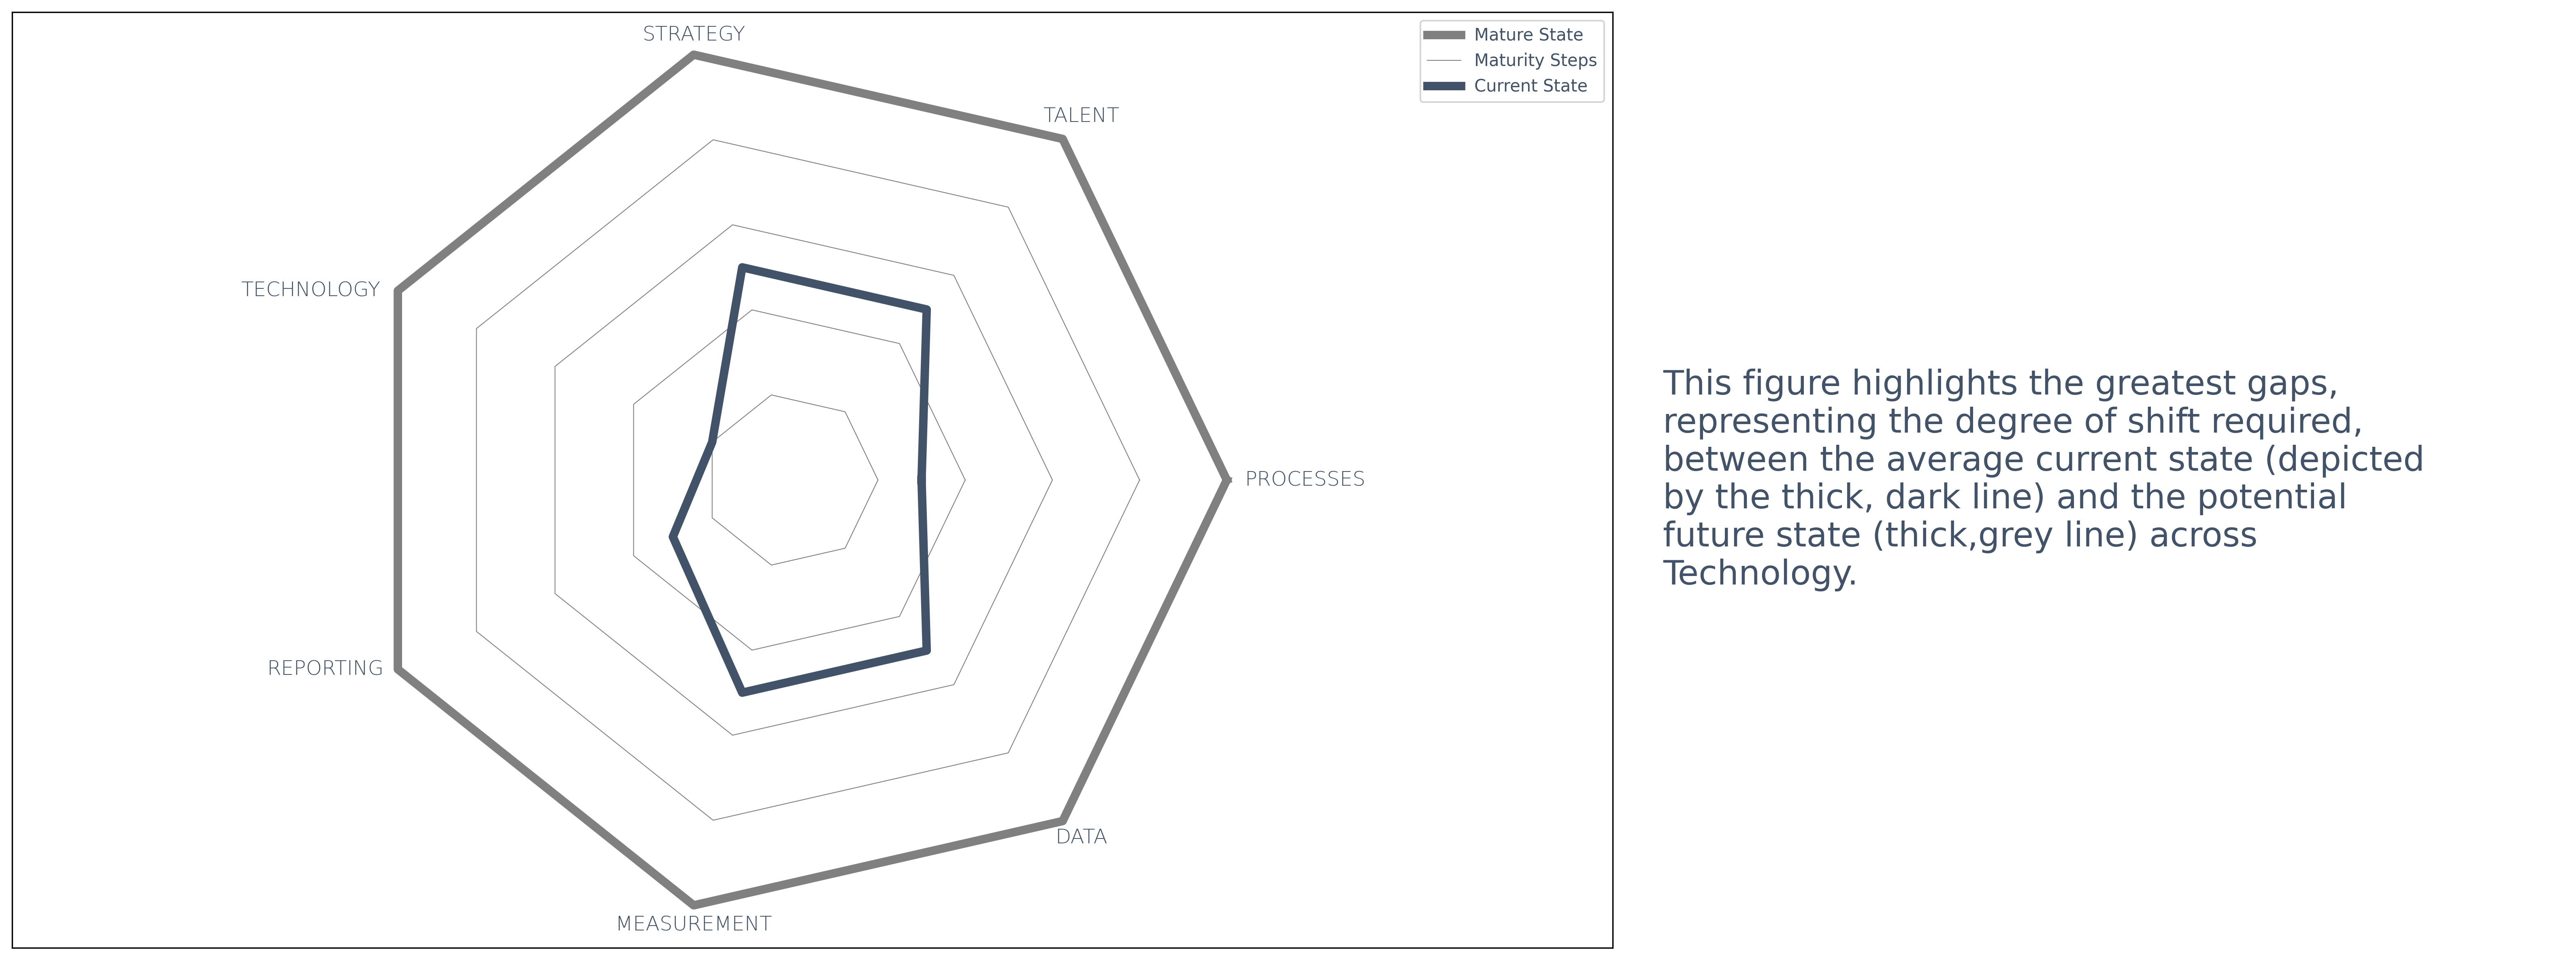 STRATEGY
Mature State
Maturity Steps
Current State
TALENT
TECHNOLOGY
PROCESSES
REPORTING
DATA
MEASUREMENT
This figure highlights the greatest gaps,
representing the degree of shift required,
between the average current state (depicted
by the thick, dark line) and the potential
future state (thick,grey line) across
Technology.